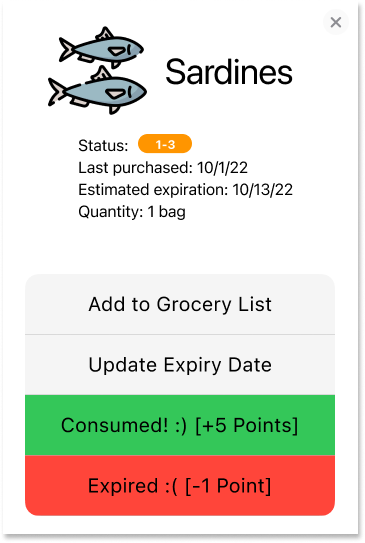 Sardines
Status: 1-3
Last purchased: 10/1/22
Estimated expiration: 10/13/22
Quantity: 1 bag
Add to Grocery List
Update Expiry Date
Consumed! :) [+5 Points]
Expired :( [-1 Point]